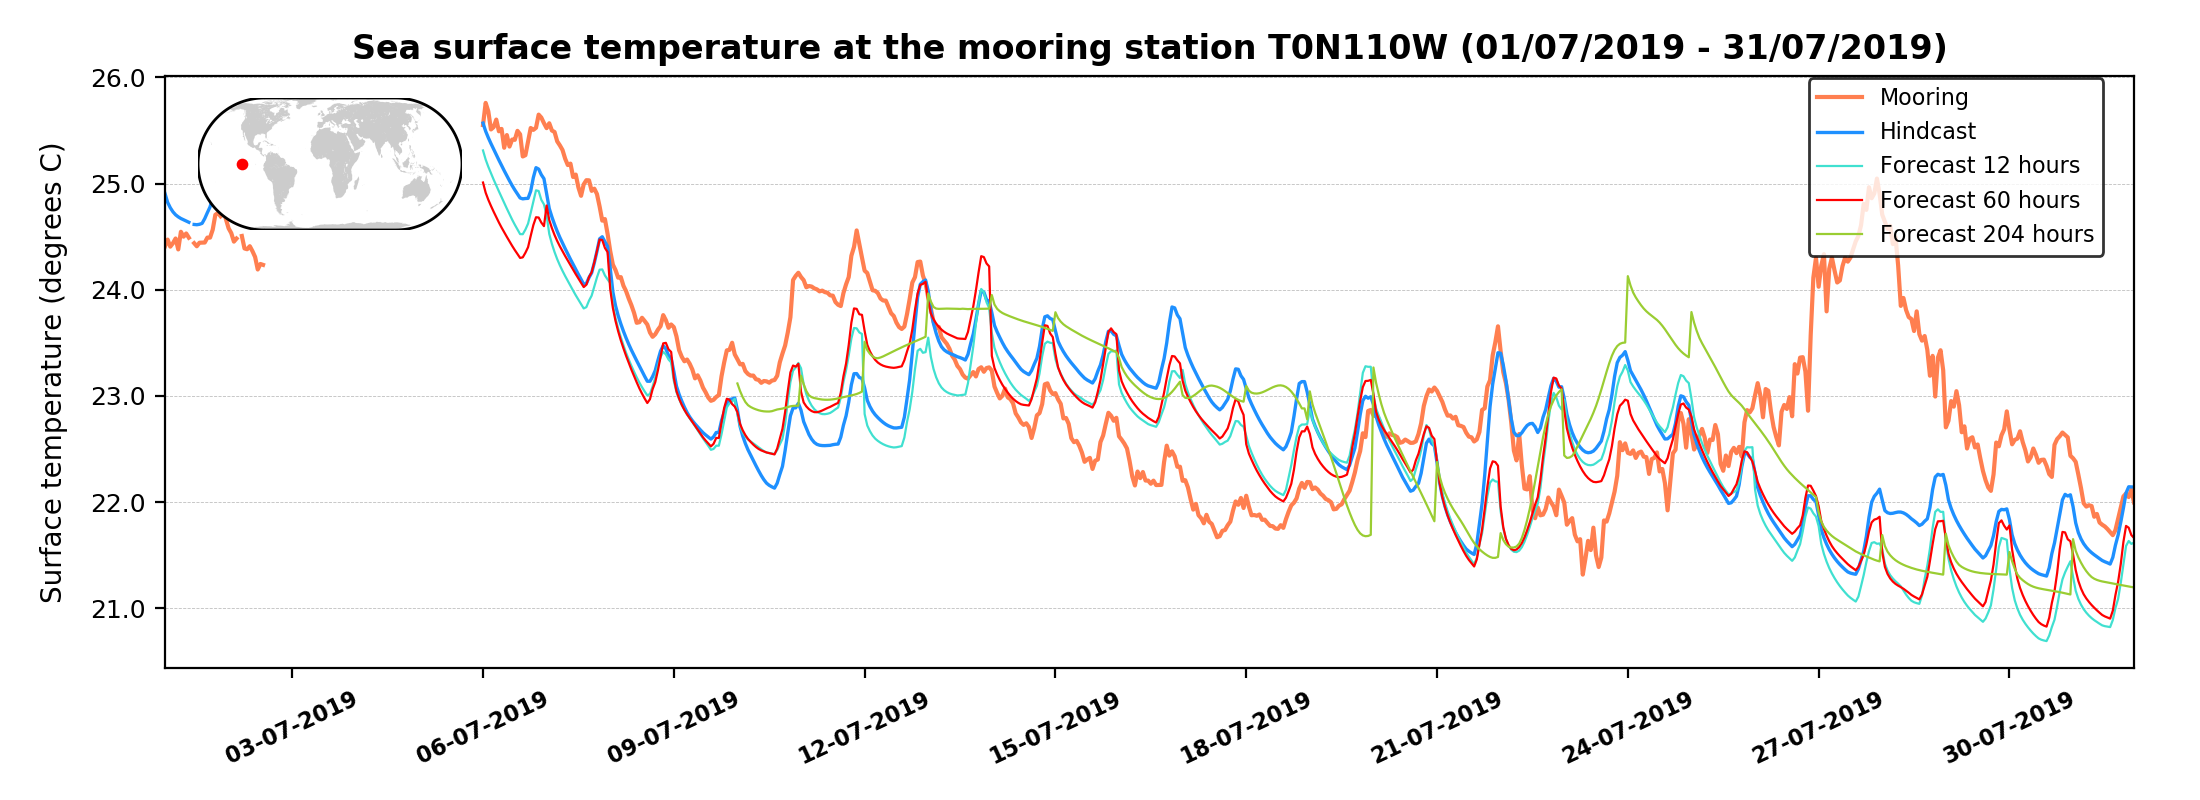 Sea surface temperature at the mooring station T0N110W (01/07/2019 - 31/07/2019)
Surface temperature (degrees C)
26.0
25.0
24.0
23.0
22.0
21.0
Mooring
Hindcast
Forecast 12 hours
Forecast 60 hours
Forecast 204 hours
03-07-2019
06-07-2019
09-07-2019
12-07-2019
15-07-2019
18-07-2019
21-07-2019
24-07-2019
27-07-2019
30-07-2019